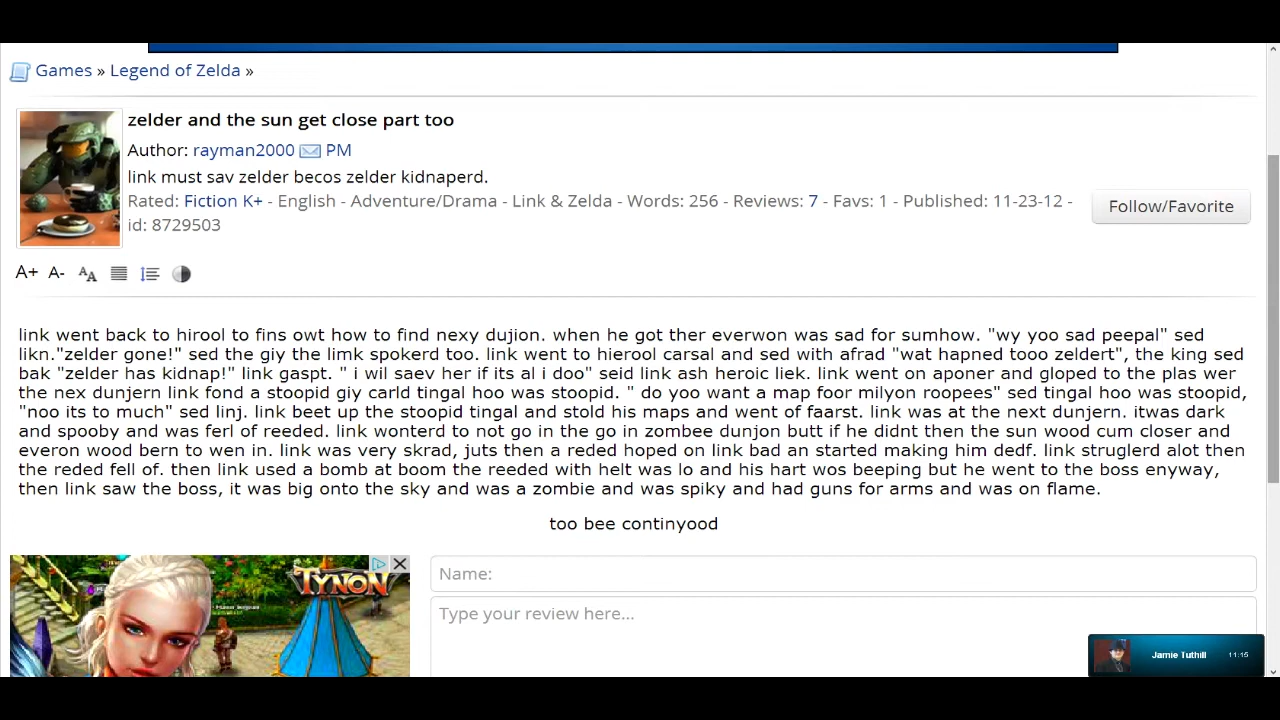 Games » Legend of Zelda »
zelder and the sun get close part too
Author: rayman2000 PM
link must sav zelder becos zelder kidnaperd.
Rated: Fiction K+ - English - Adventure/Drama - Link & Zelda - Words: 256 - Reviews: 7 - Favs: 1 - Published: 11-23-12 -
id: 8729503
Follow/Favorite
A+ A- AA
link went back to hirool to fins owt how to find nexy dujion. when he got ther everwon was sad for sumhow. "wy yoo sad peepal" sed
likn."zelder gone!" sed the giy the limk spokerd too. link went to hierool carsal and sed with afrad "wat hapned tooo zeldert", the king sed
bak "zelder has kidnap!" link gaspt. " i wil saev her if its al i doo" seid link ash heroic liek. link went on aponer and gloped to the plas wer
the nex dunjern link fond a stoopid giy carld tingal hoo was stoopid. " do yoo want a map foor milyon roopees" sed tingal hoo was stoopid,
"noo its to much" sed linj. link beet up the stoopid tingal and stold his maps and went of faarst. link was at the next dunjern. itwas dark
and spooby and was ferl of reeded. link wonterd to not go in the go in zombee dunjon butt if he didnt then the sun wood cum closer and
everon wood bern to wen in. link was very skrad, juts then a reded hoped on link bad an started making him dedf. link struglerd alot then
the reded fell of. then link used a bomb at boom the reeded with helt was lo and his hart wos beeping but he went to the boss enyway,
then link saw the boss, it was big onto the sky and was a zombie and was spiky and had guns for arms and was on flame.
too bee continyood
TYNON
Name:
Type your review here...
Jamie Tuthill 11:15